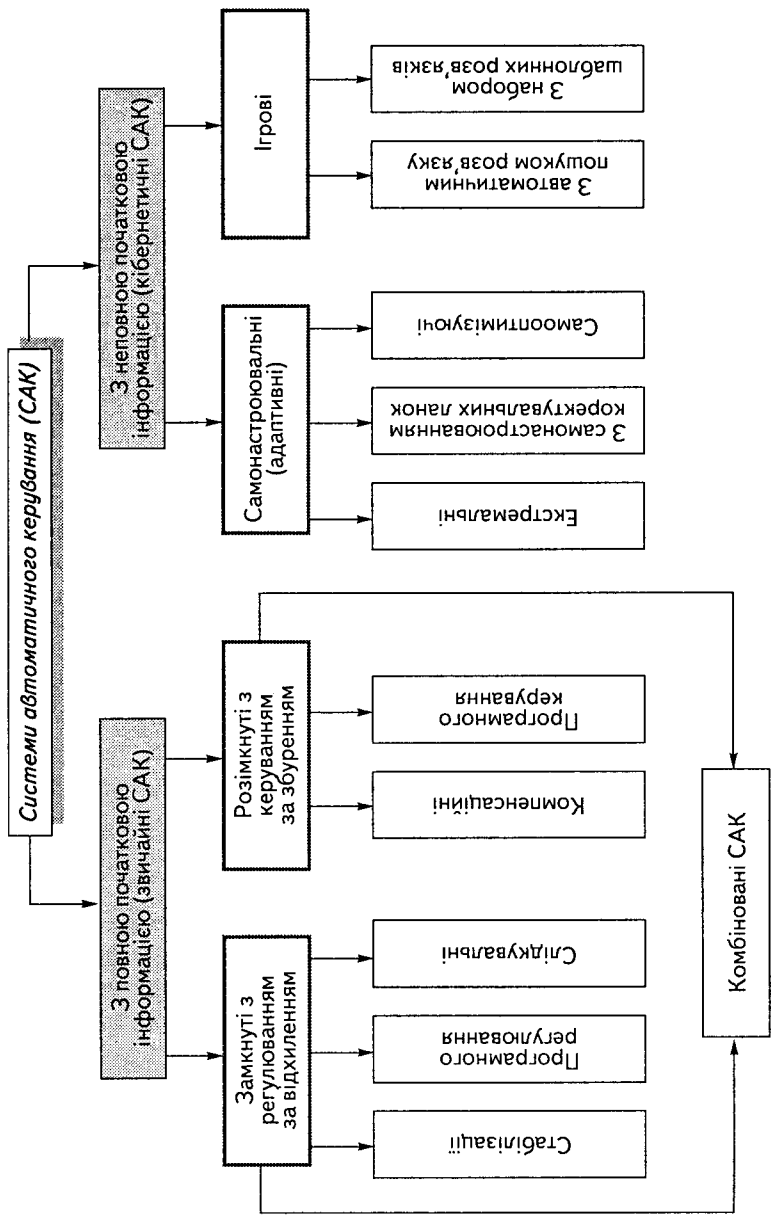 Системи автоматичного керування (САК)
З повною початковою
інформацією (звичайні САК)
З неповною початковою
інформацією (кібернетичні САК)
Замкнуті з
регулюванням
за відхиленням
Розімкнуті з
керуванням
за збуренням
Самонастроювальні
(адаптивні)
Ігрові
Стабілізації
Програмного
регулювання
Слідкувальні
Компенсаційні
Програмного
керування
Екстремальні
З самонастроюванням
коректувальних ланок
Самооптимізуючі
З автоматичним
пошуком розв'язку
З набором
шаблонних розв'язків
Комбіновані САК